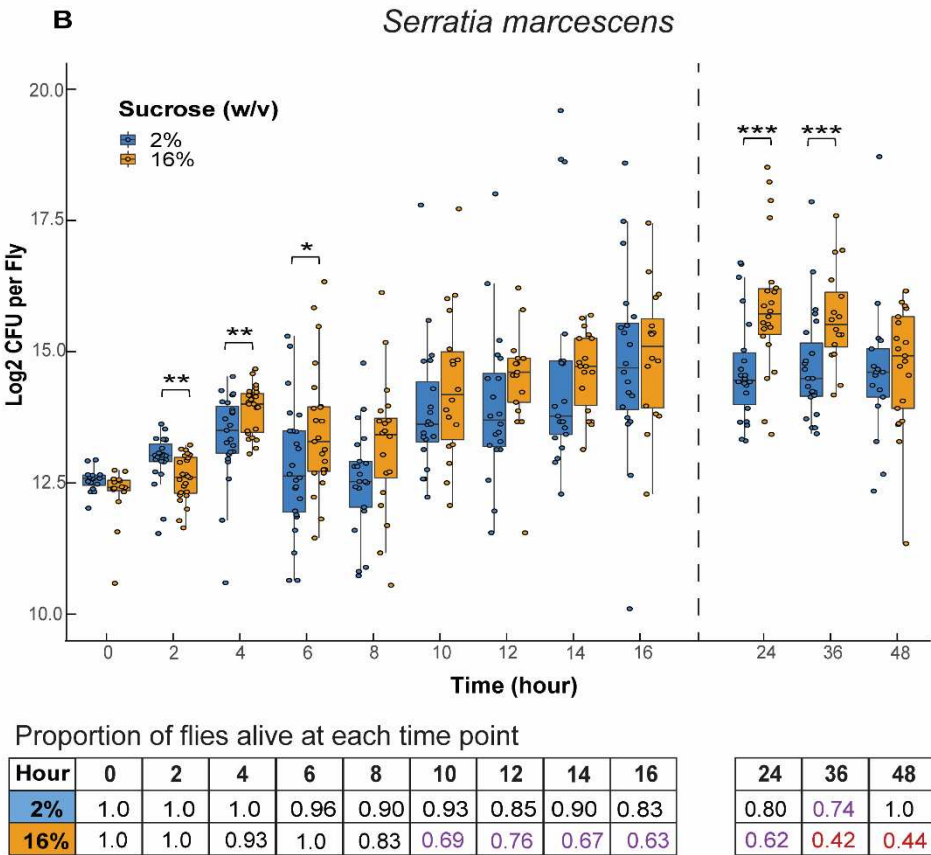 B
Serratia marcescens
20.0
17.5
15.0
12.5
10.0
Log2 CFU per Fly
Sucrose (w/v)
2%
16%
** ** * *** ***
0 2 4 6 8 10 12 14 16 24 36 48
Time (hour)
Proportion of flies alive at each time point
Hour 0 2 4 6 8 10 12 14 16 24 36 48
2% 1.0 1.0 1.0 0.96 0.90 0.93 0.85 0.90 0.83 0.80 0.74 1.0
16% 1.0 1.0 0.93 1.0 0.83 0.69 0.76 0.67 0.63 0.62 0.42 0.44